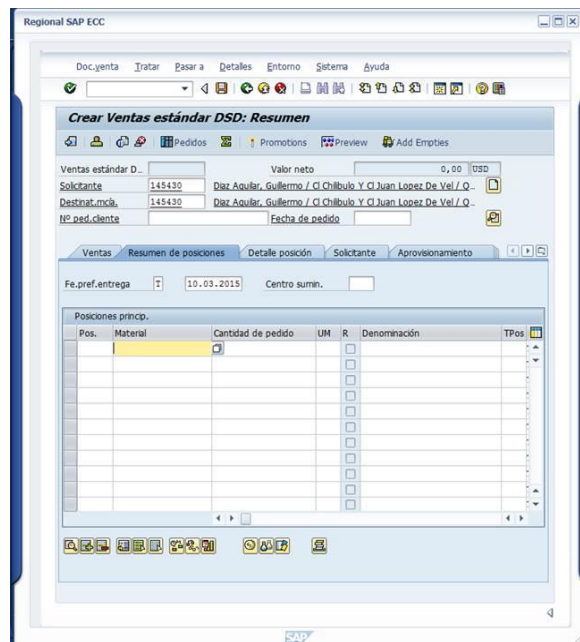 Regional SAP ECC
Doc.venta Tratar Pasar a Detalles Entorno Sistema Ayuda
Crear Ventas estándar DSD: Resumen
Pedidos Promotions Preview Add Empties
Ventas estándar D... Valor neto 0,00 USD
Solicitante 145430 Diaz Aguilar, Guillermo / Cl Chilibulo Y Cl Juan Lopez De Vel / Q...
Destinat.mcía. 145430 Diaz Aguilar, Guillermo / Cl Chilibulo Y Cl Juan Lopez De Vel / Q...
Nº ped.cliente Fecha de pedido
Ventas Resumen de posiciones Detalle posición Solicitante Aprovisionamiento
Fe.pref.entrega T 10.03.2015 Centro sumin.
Posiciones princip.
Pos. Material Cantidad de pedido UM R Denominación TPos
SAP